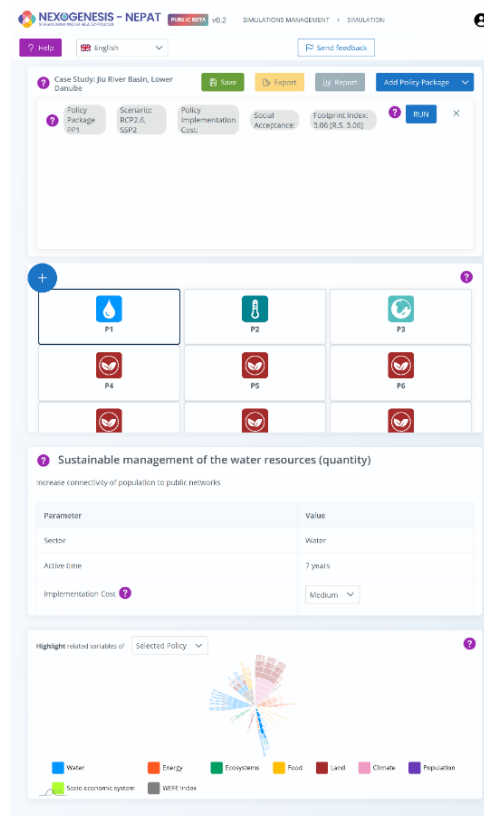 NEXOGENESIS – NEPAT PUBLIC BETA v0.2 SIMULATIONS MANAGEMENT > SIMULATION
? Help English Send feedback
? Case Study: Jiu River Basin, Lower Danube Save Export Report Add Policy Package
? Policy Package PP1 Scenario: RCP2.6, SSP2 Policy Implementation Cost: Social Acceptance: Footprint Index: 3.06 (R.S. 3.06) ? RUN ×
+ ?
P1 P2 P3
P4 P5 P6
? Sustainable management of the water resources (quantity)
Increase connectivity of population to public networks
Parameter Value
Sector Water
Active time 7 years
Implementation Cost ? Medium
Highlight related variables of Selected Policy ?
Water Energy Ecosystems Food Land Climate Population
Socio economic system WEFE Index